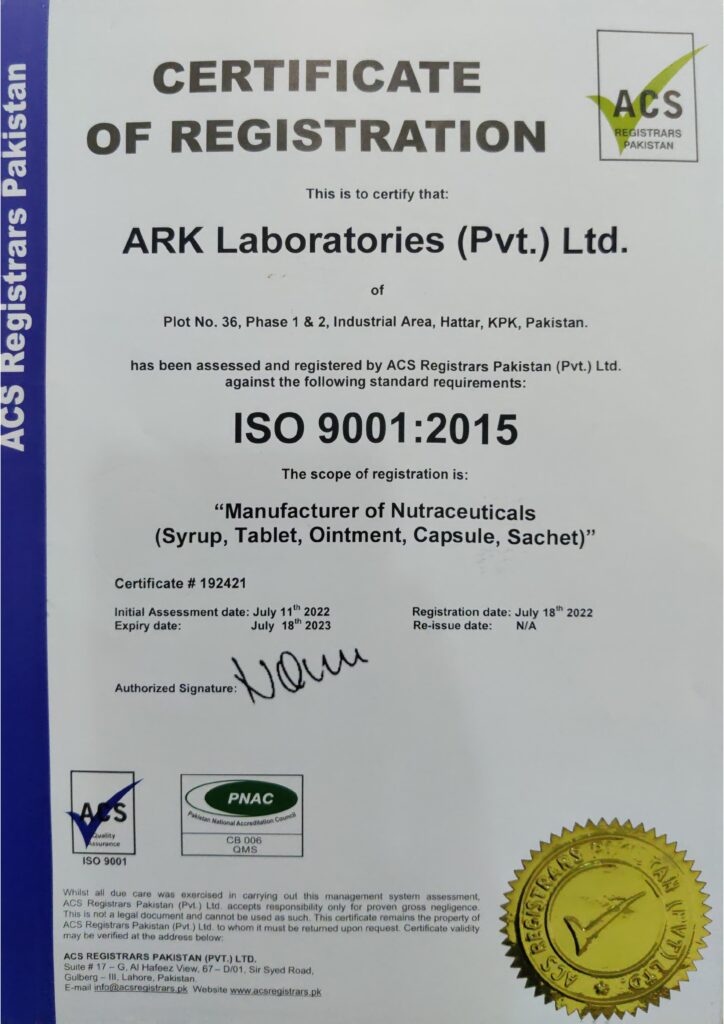 ACS Registrars Pakistan
CERTIFICATE
OF REGISTRATION
ACS
REGISTRARS
PAKISTAN
This is to certify that:
ARK Laboratories (Pvt.) Ltd.
of
Plot No. 36, Phase 1 & 2, Industrial Area, Hattar, KPK, Pakistan.
has been assessed and registered by ACS Registrars Pakistan (Pvt.) Ltd.
against the following standard requirements:
ISO 9001:2015
The scope of registration is:
“Manufacturer of Nutraceuticals
(Syrup, Tablet, Ointment, Capsule, Sachet)”
Certificate # 192421
Initial Assessment date: July 11th 2022 Registration date: July 18th 2022
Expiry date: July 18th 2023 Re-issue date: N/A
Authorized Signature:
ACS
Quality
Assurance
ISO 9001
PNAC
Pakistan National Accreditation Council
CB 006
QMS
Whilst all due care was exercised in carrying out this management system assessment,
ACS Registrars Pakistan (Pvt.) Ltd. accepts responsibility only for proven gross negligence.
This is not a legal document and cannot be used as such. This certificate remains the property of
ACS Registrars Pakistan (Pvt.) Ltd. to whom it must be returned upon request. Certificate validity
may be verified at the address below:
ACS REGISTRARS PAKISTAN (PVT.) LTD.
Suite # 17 – G, Al Hafeez View, 67 – D/01, Sir Syed Road,
Gulberg – III, Lahore, Pakistan.
E-mail info@acsregistrars.pk Website www.acsregistrars.pk
ACS REGISTRARS PAKISTAN (PVT) LTD.